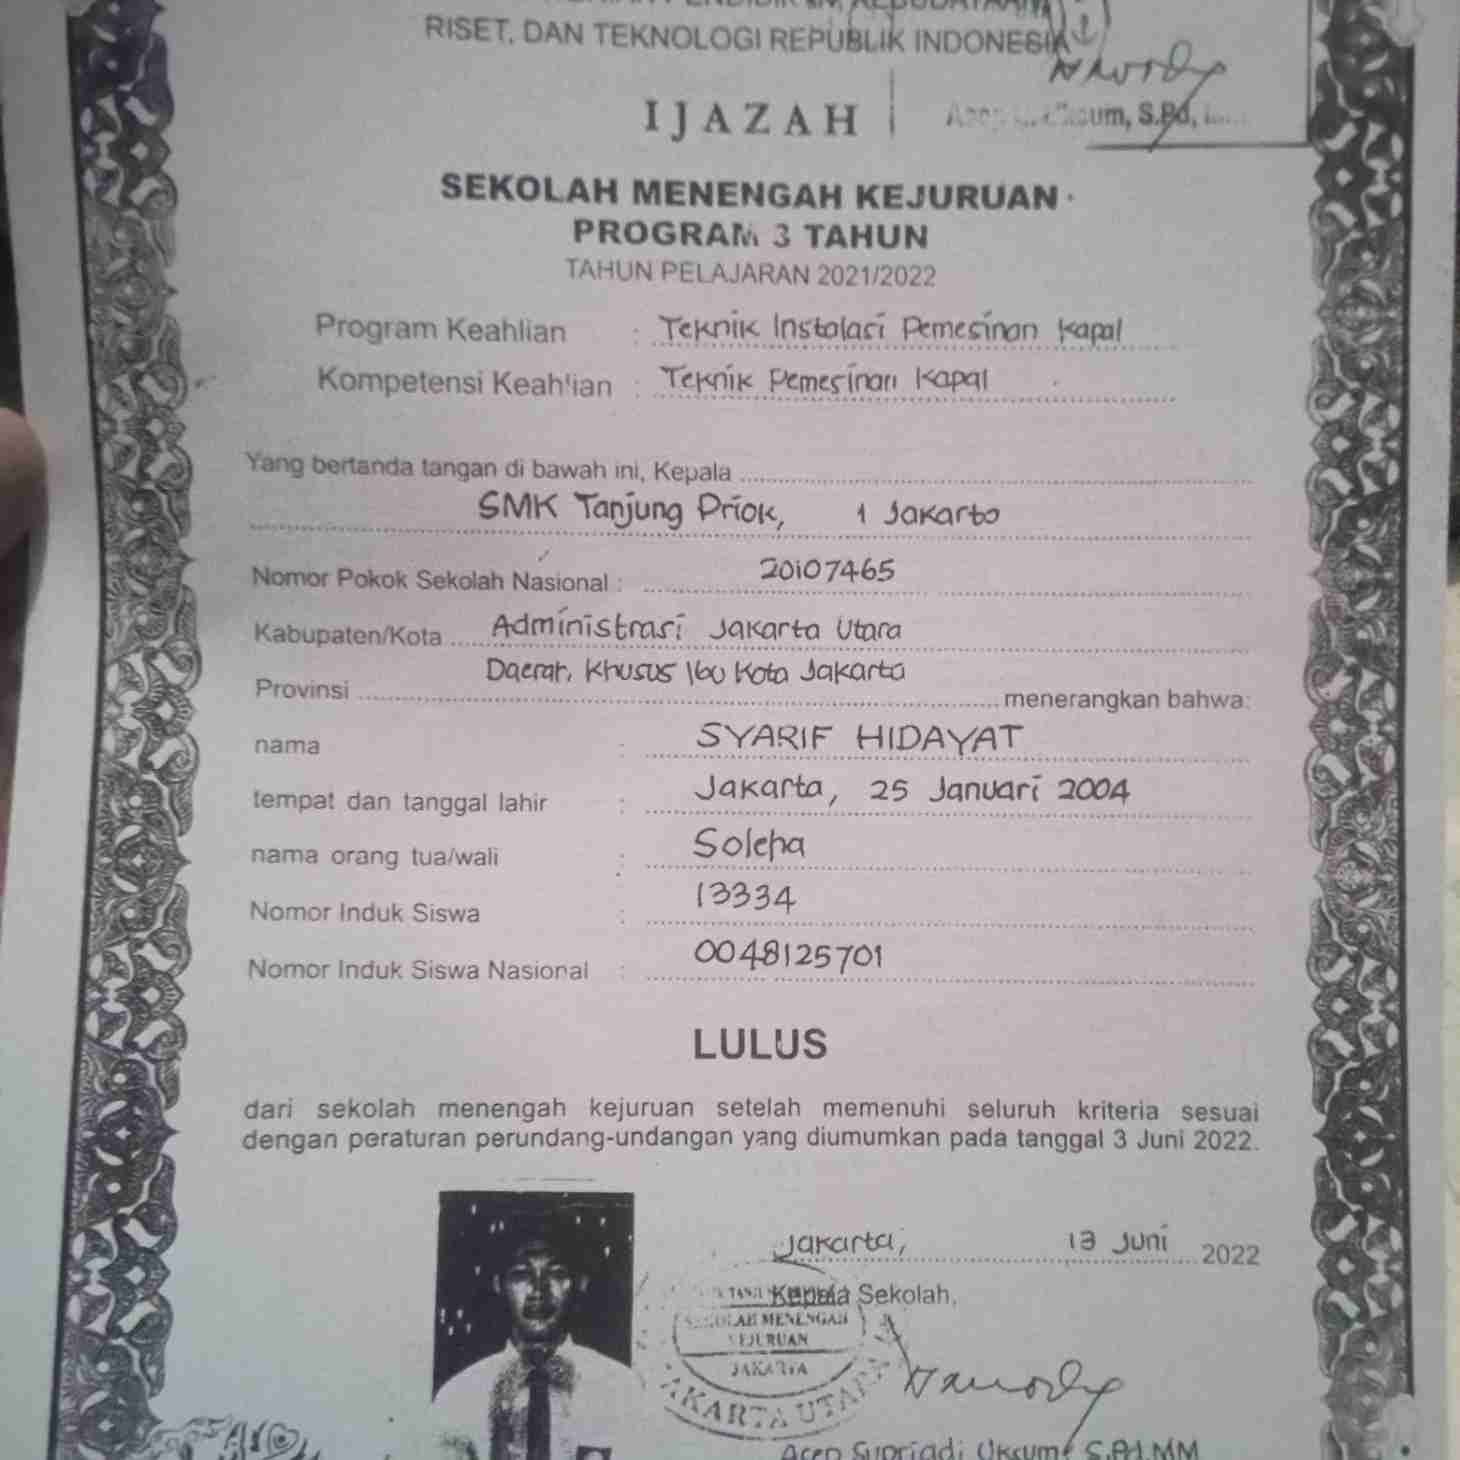 RISET, DAN TEKNOLOGI REPUBLIK INDONESIA
IJAZAH
SEKOLAH MENENGAH KEJURUAN
PROGRAM 3 TAHUN
TAHUN PELAJARAN 2021/2022
Program Keahlian : Teknik Instalasi Pemesinan Kapal
Kompetensi Keahlian : Teknik Pemesinan Kapal
Yang bertanda tangan di bawah ini, Kepala
SMK Tanjung Priok, 1 Jakarta
Nomor Pokok Sekolah Nasional : 20107465
Kabupaten/Kota Administrasi Jakarta Utara
Provinsi Daerah Khusus Ibu Kota Jakarta menerangkan bahwa:
nama : SYARIF HIDAYAT
tempat dan tanggal lahir : Jakarta, 25 Januari 2004
nama orang tua/wali : Soleha
Nomor Induk Siswa : 13334
Nomor Induk Siswa Nasional : 0048125701
LULUS
dari sekolah menengah kejuruan setelah memenuhi seluruh kriteria sesuai
dengan peraturan perundang-undangan yang diumumkan pada tanggal 3 Juni 2022.
Jakarta, 13 Juni 2022
Kepala Sekolah,
SEKOLAH MENENGAH
KEJURUAN
JAKARTA
JAKARTA UTARA
Acep Supriadi Uksum, S.Pd.MM